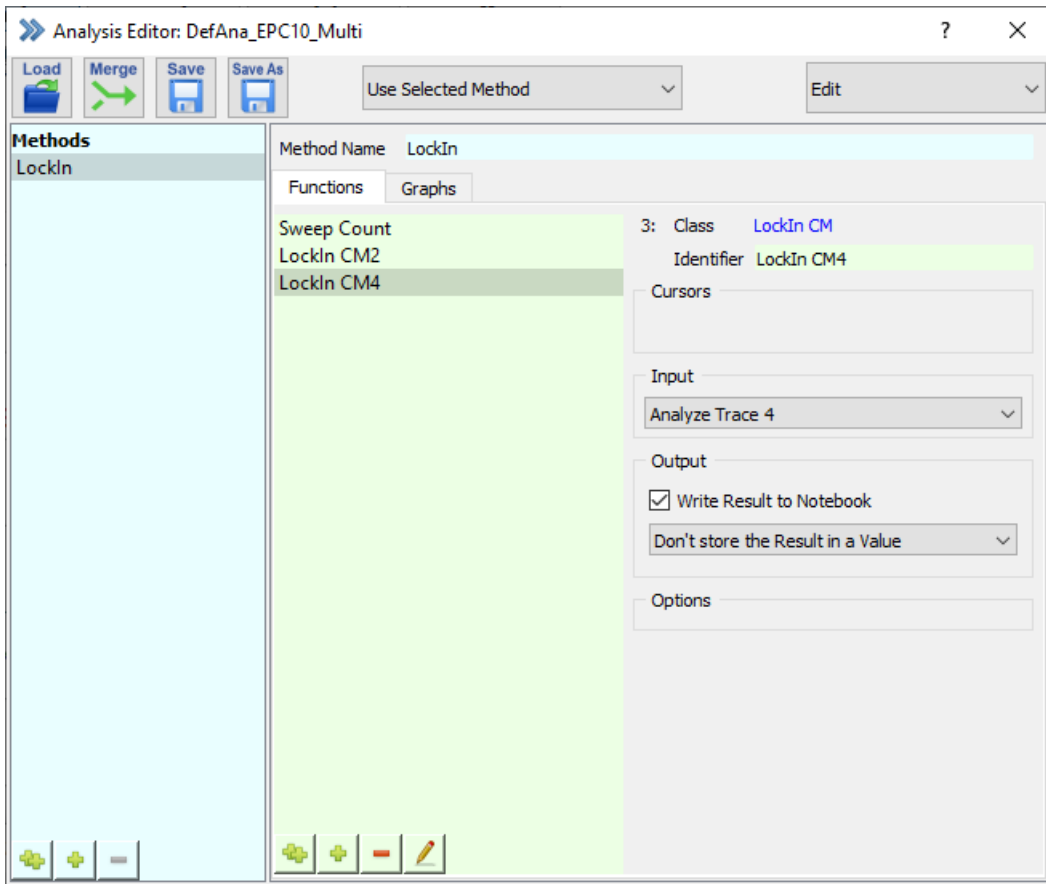 Analysis Editor: DefAna_EPC10_Multi
?
Load Merge Save Save As
Use Selected Method
Edit
Methods
LockIn
Method Name LockIn
Functions Graphs
Sweep Count
LockIn CM2
LockIn CM4
3: Class LockIn CM
Identifier LockIn CM4
Cursors
Input
Analyze Trace 4
Output
Write Result to Notebook
Don't store the Result in a Value
Options